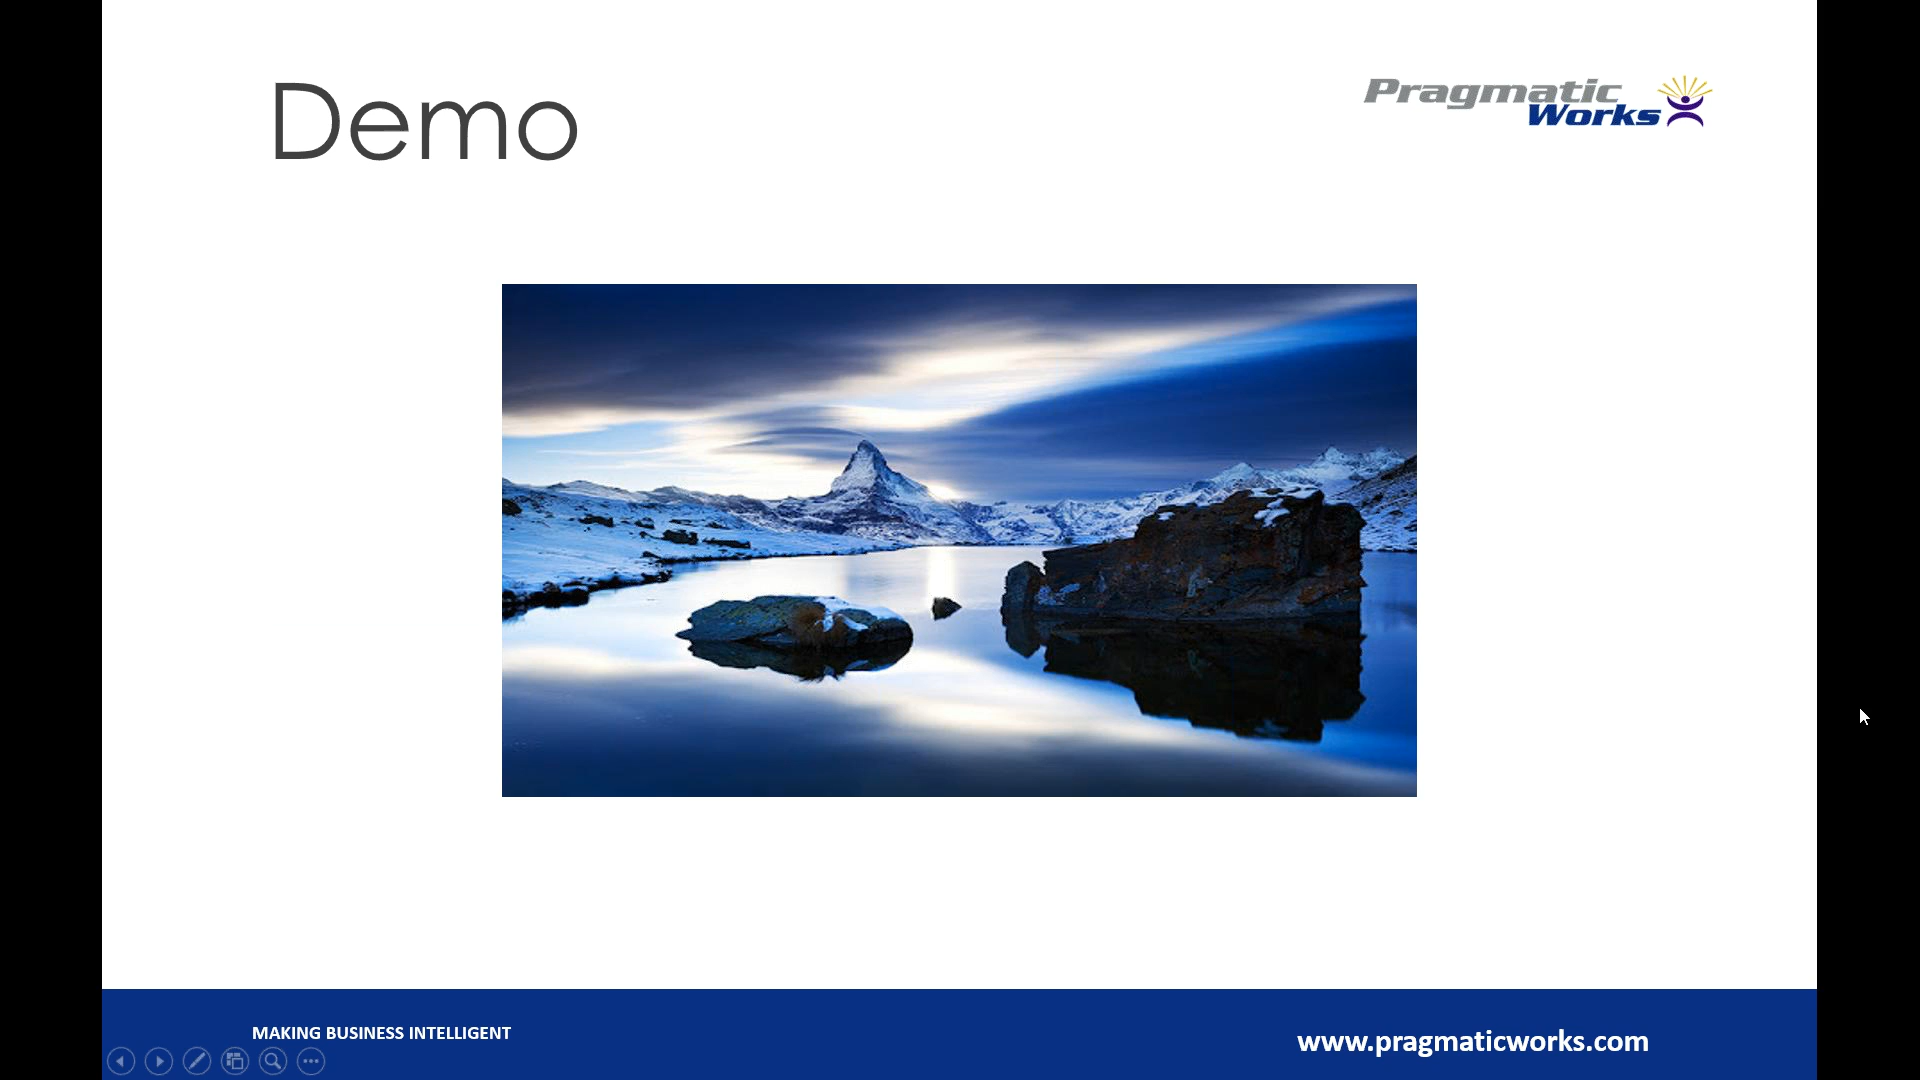 Demo
Pragmatic
Works
MAKING BUSINESS INTELLIGENT
www.pragmaticworks.com